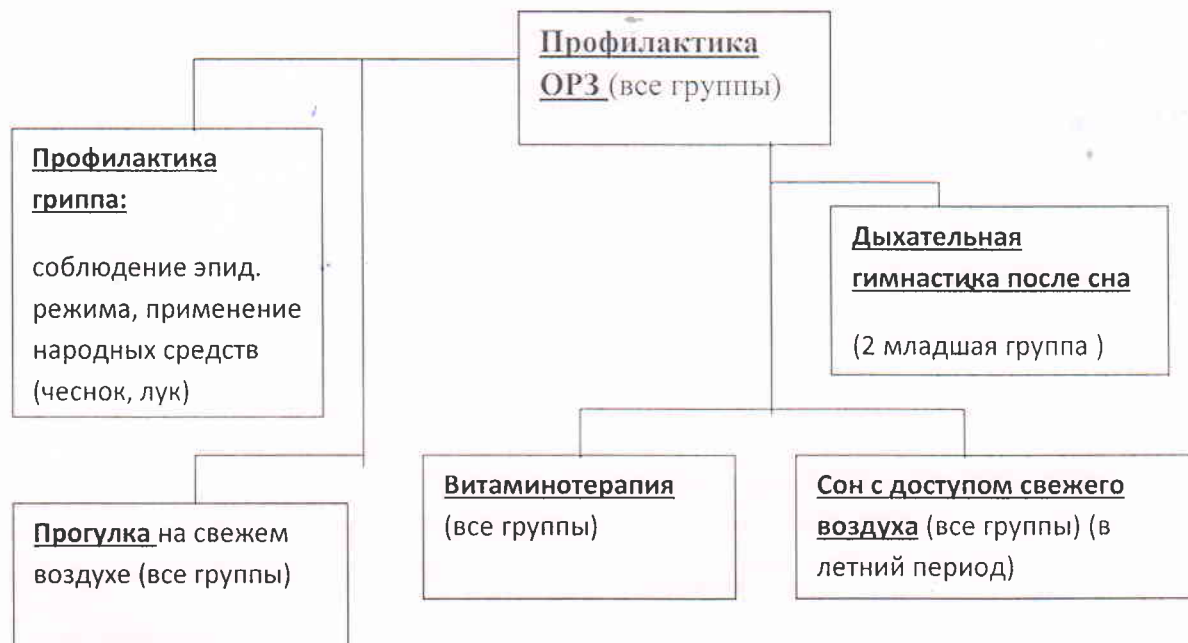 Профилактика
ОРЗ (все группы)
Профилактика
гриппа:
соблюдение эпид.
режима, применение
народных средств
(чеснок, лук)
Дыхательная
гимнастика после сна
(2 младшая группа )
Прогулка на свежем
воздухе (все группы)
Витаминотерапия
(все группы)
Сон с доступом свежего
воздуха (все группы) (в
летний период)